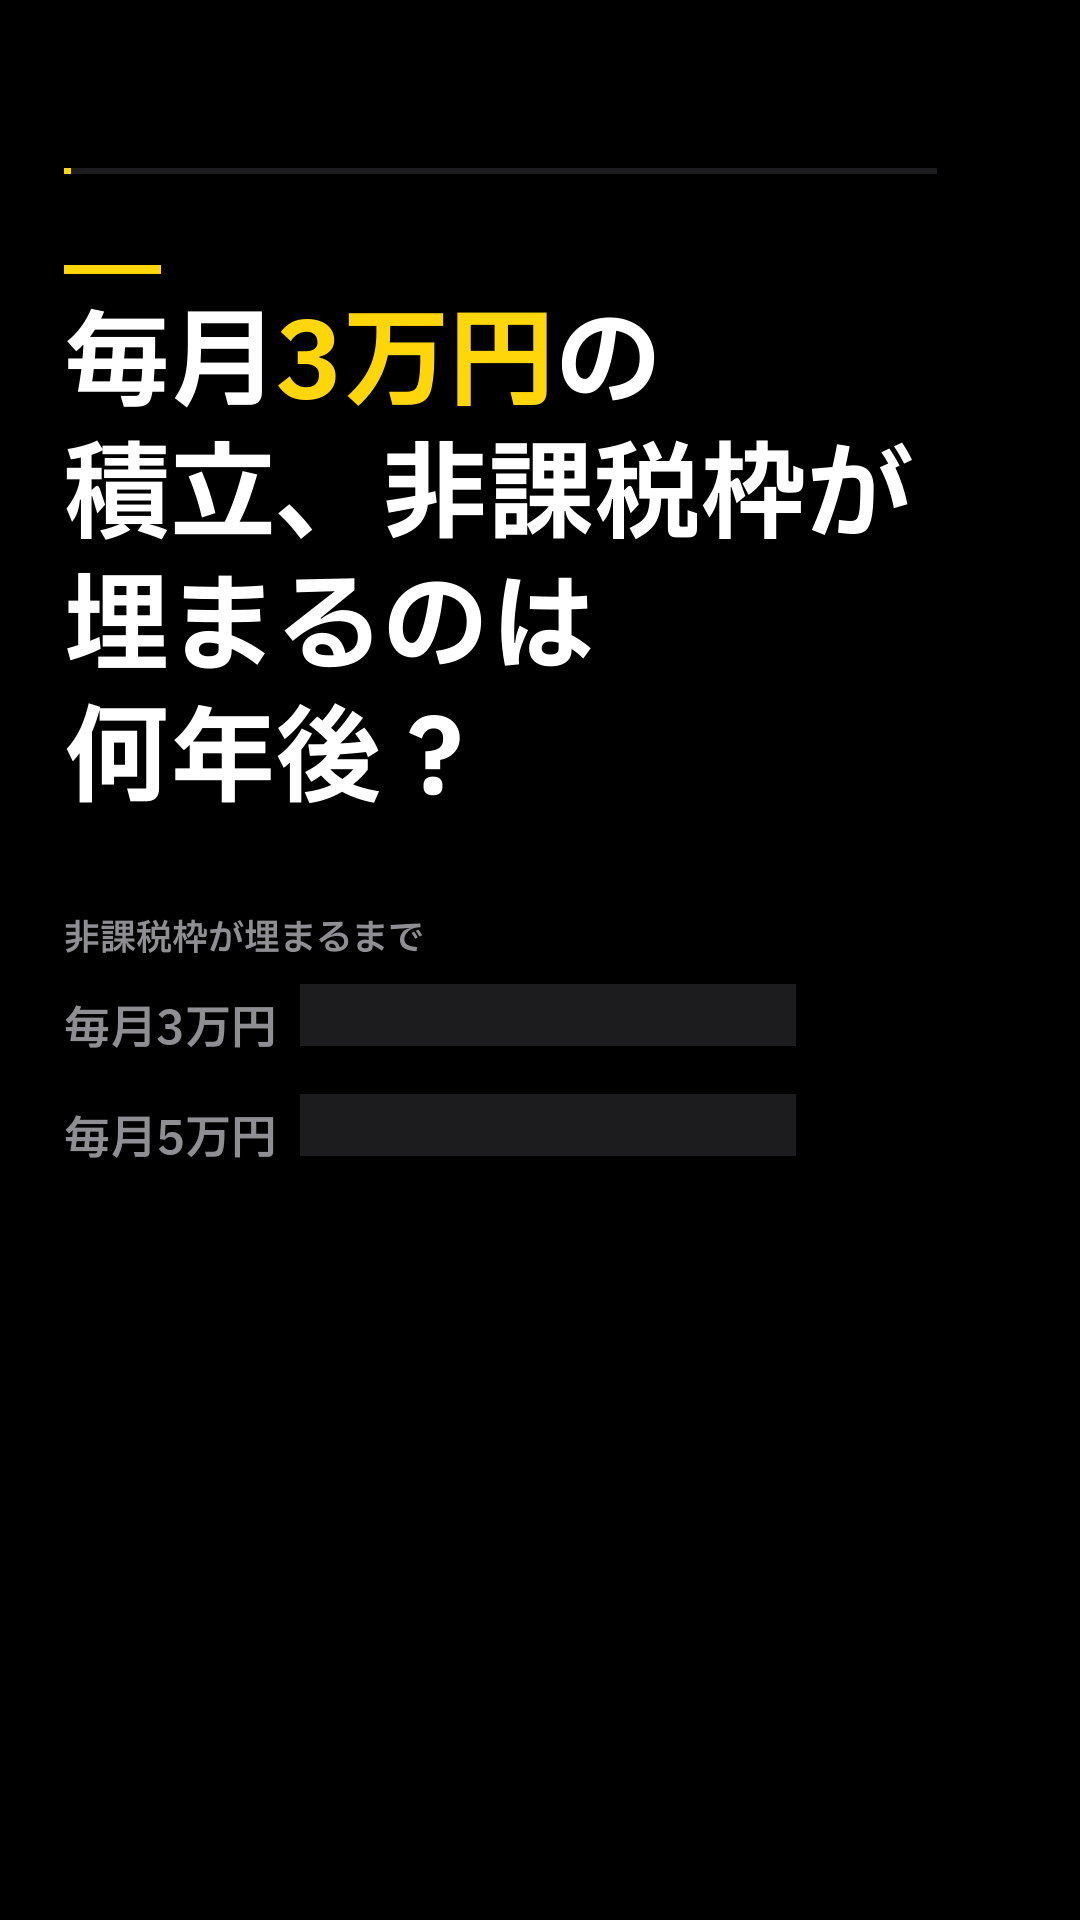 毎月3万円の
積立、非課税枠が
埋まるのは
何年後？
非課税枠が埋まるまで
毎月3万円
毎月5万円